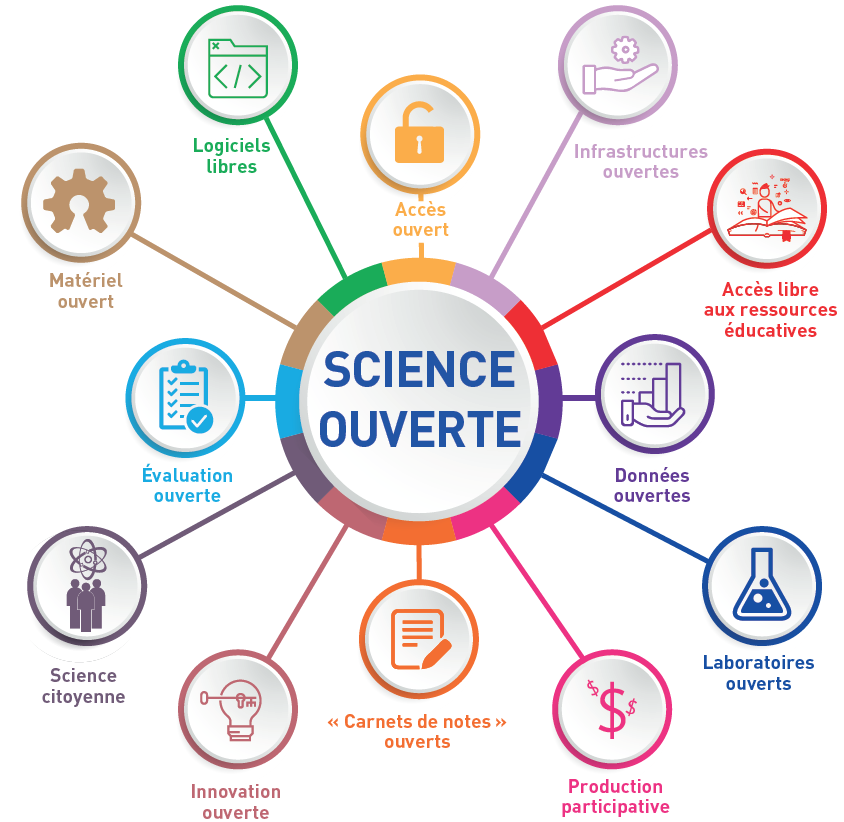 Logiciels
libres
Accès
ouvert
Infrastructures
ouvertes
Matériel
ouvert
Accès libre
aux ressources
éducatives
SCIENCE
OUVERTE
Évaluation
ouverte
Données
ouvertes
Science
citoyenne
Laboratoires
ouverts
« Carnets de notes »
ouverts
Innovation
ouverte
Production
participative